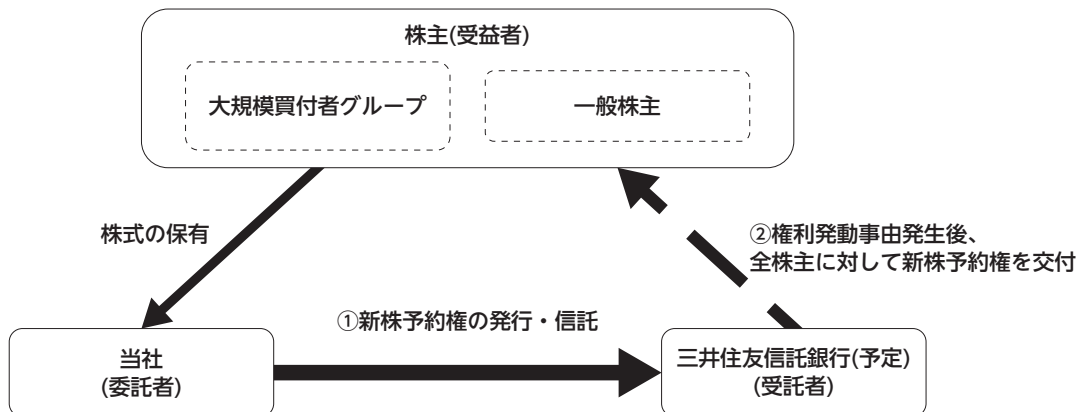 株主(受益者)
大規模買付者グループ
一般株主
株式の保有
②権利発動事由発生後、
全株主に対して新株予約権を交付
①新株予約権の発行・信託
当社
(委託者)
三井住友信託銀行(予定)
(受託者)